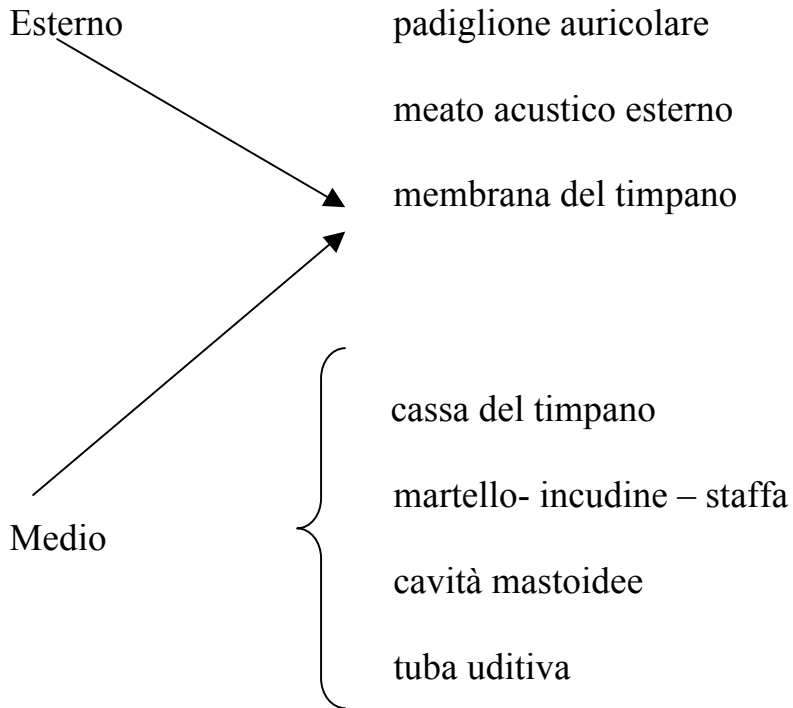 Esterno
padiglione auricolare
meato acustico esterno
membrana del timpano
cassa del timpano
martello- incudine – staffa
Medio
cavità mastoidee
tuba uditiva